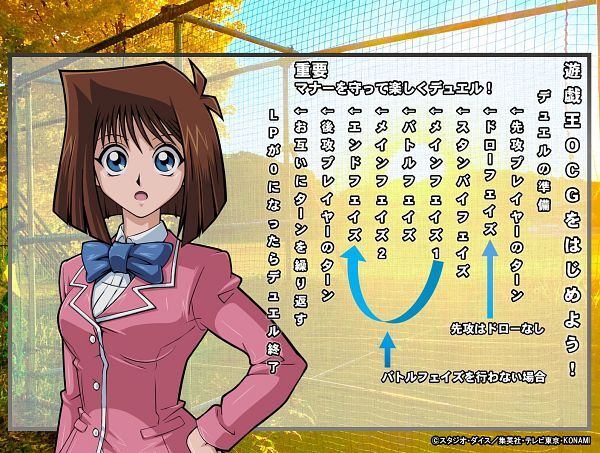 遊戯王OCGをはじめよう!
デュエルの準備
←先攻プレイヤーのターン
←ドローフェイズ
←スタンバイフェイズ
←メインフェイズ1
←バトルフェイズ
←メインフェイズ2
←エンドフェイズ
←後攻プレイヤーのターン
←お互いにターンを繰り返す
LPが0になったらデュエル終了
重要
マナーを守って楽しくデュエル!
先攻はドローなし
バトルフェイズを行わない場合
©スタジオ・ダイス/集英社・テレビ東京・KONAMI